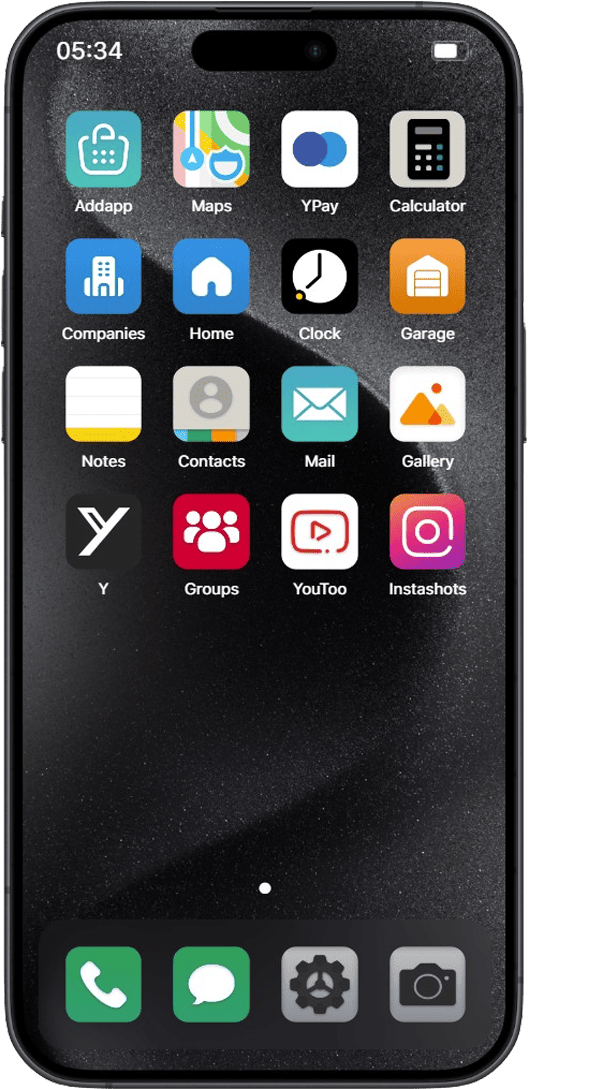 05:34
Addapp Maps YPay Calculator
Companies Home Clock Garage
Notes Contacts Mail Gallery
Y Groups YouToo Instashots